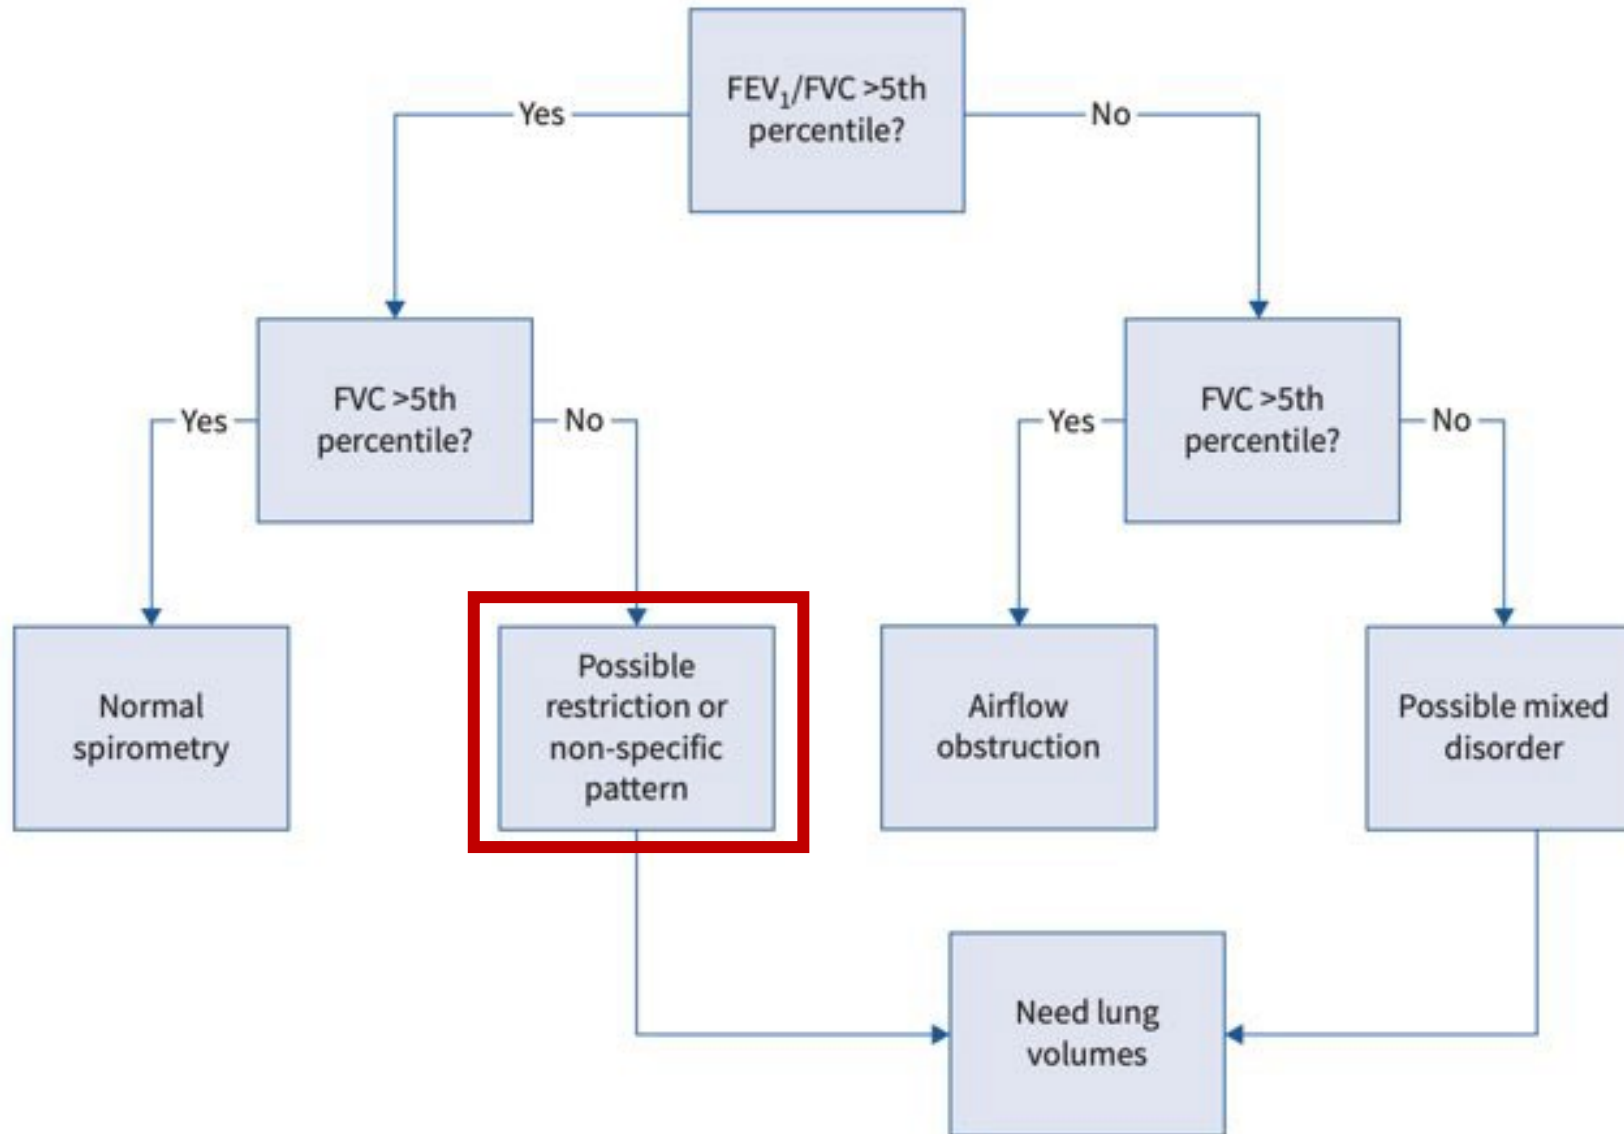 FEV₁/FVC >5th
percentile?
Yes
No
FVC >5th
percentile?
Yes
No
FVC >5th
percentile?
Yes
No
Normal
spirometry
Possible
restriction or
non-specific
pattern
Airflow
obstruction
Possible mixed
disorder
Need lung
volumes